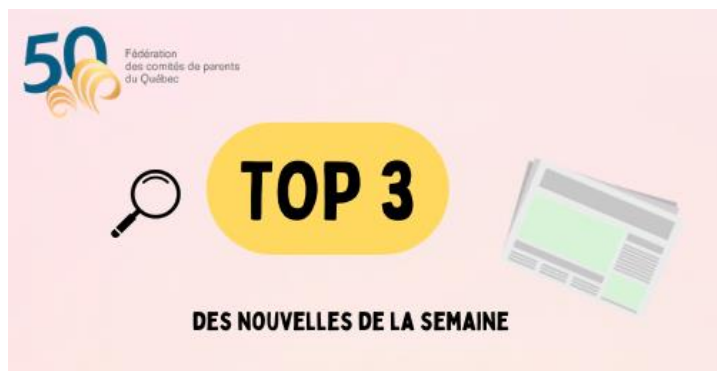 50
Fédération
des comités de parents
du Québec
TOP 3
DES NOUVELLES DE LA SEMAINE